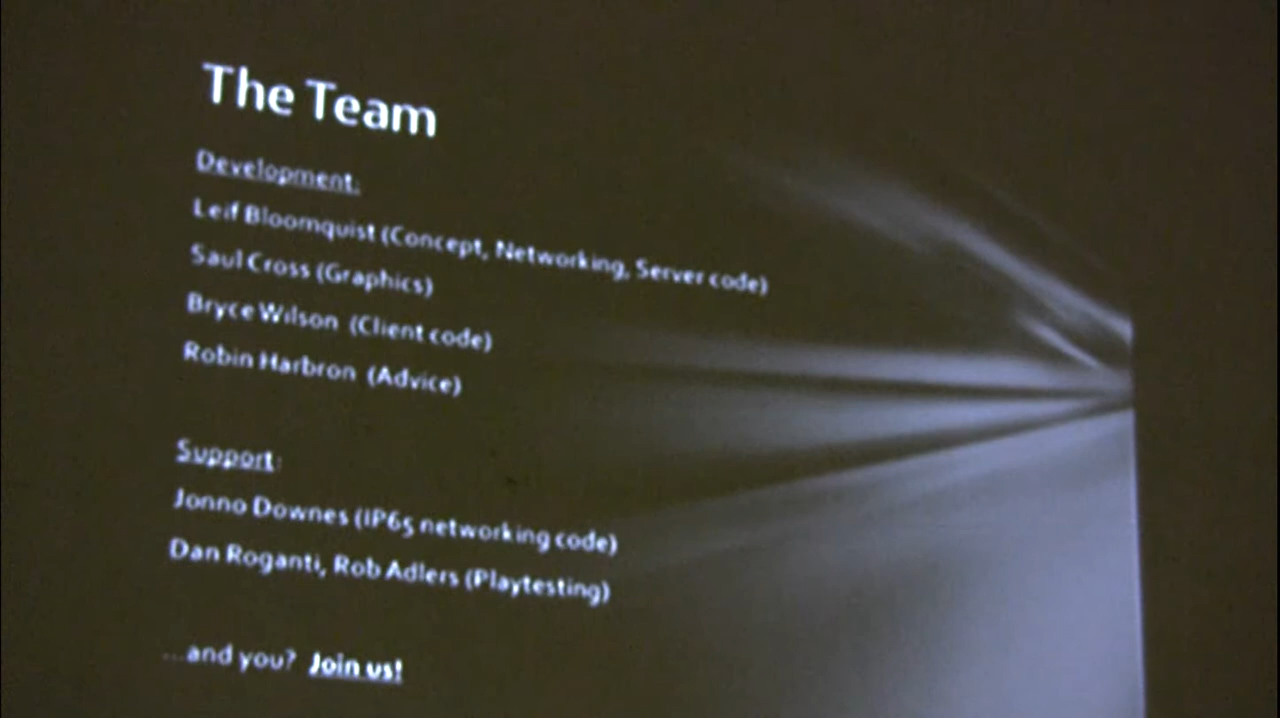 The Team
Development:
Leif Bloomquist (Concept, Networking, Server code)
Saul Cross (Graphics)
Bryce Wilson (Client code)
Robin Harbron (Advice)
Support:
Jonno Downes (IP65 networking code)
Dan Roganti, Rob Adlers (Playtesting)
...and you? Join us!